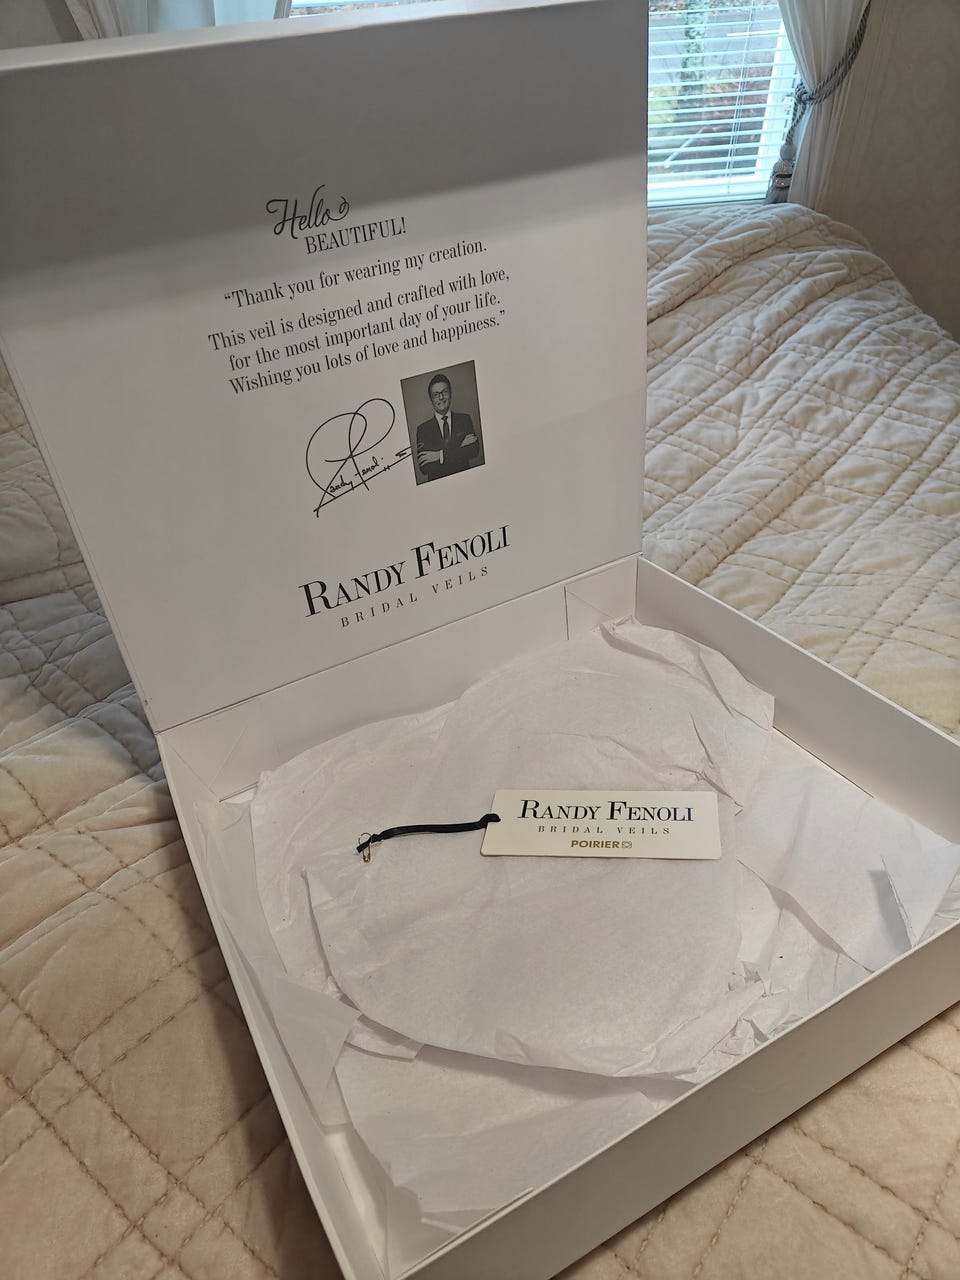 Hello
BEAUTIFUL!
“Thank you for wearing my creation.
This veil is designed and crafted with love,
for the most important day of your life.
Wishing you lots of love and happiness.”
Randy Fenoli
RANDY FENOLI
BRIDAL VEILS
RANDY FENOLI
BRIDAL VEILS
POIRIER